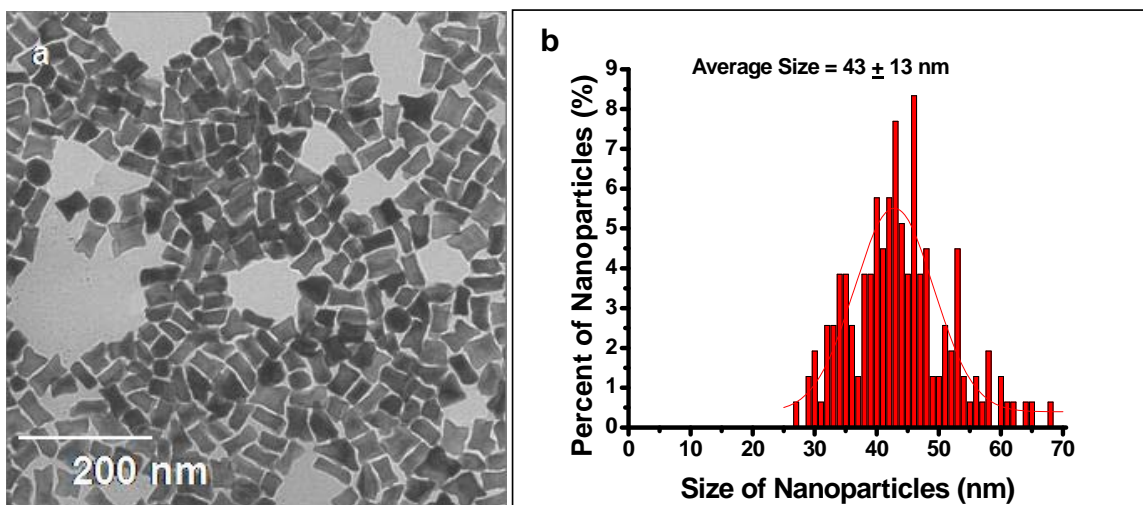 a
200 nm
b
Average Size = 43 ± 13 nm
Percent of Nanoparticles (%)
9
8
7
6
5
4
3
2
1
0
0 10 20 30 40 50 60 70
Size of Nanoparticles (nm)